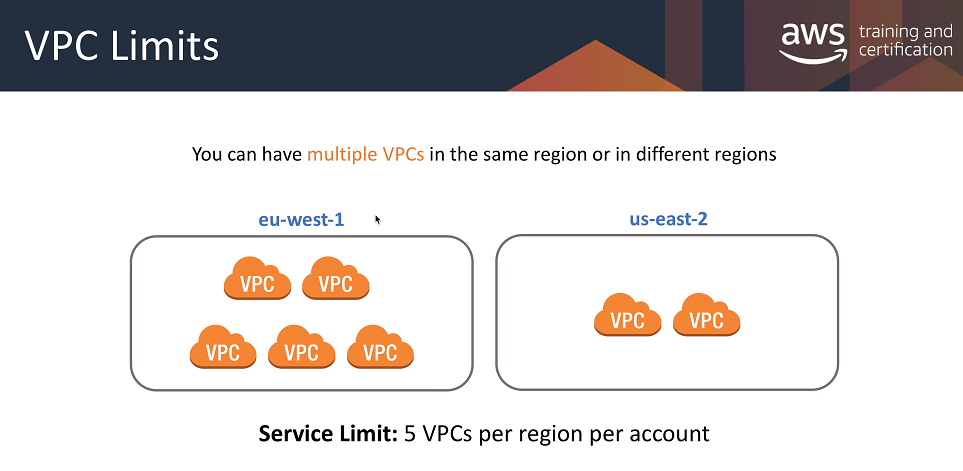 VPC Limits
aws training and certification
You can have multiple VPCs in the same region or in different regions
eu-west-1
us-east-2
VPC VPC
VPC VPC VPC
VPC VPC
Service Limit: 5 VPCs per region per account